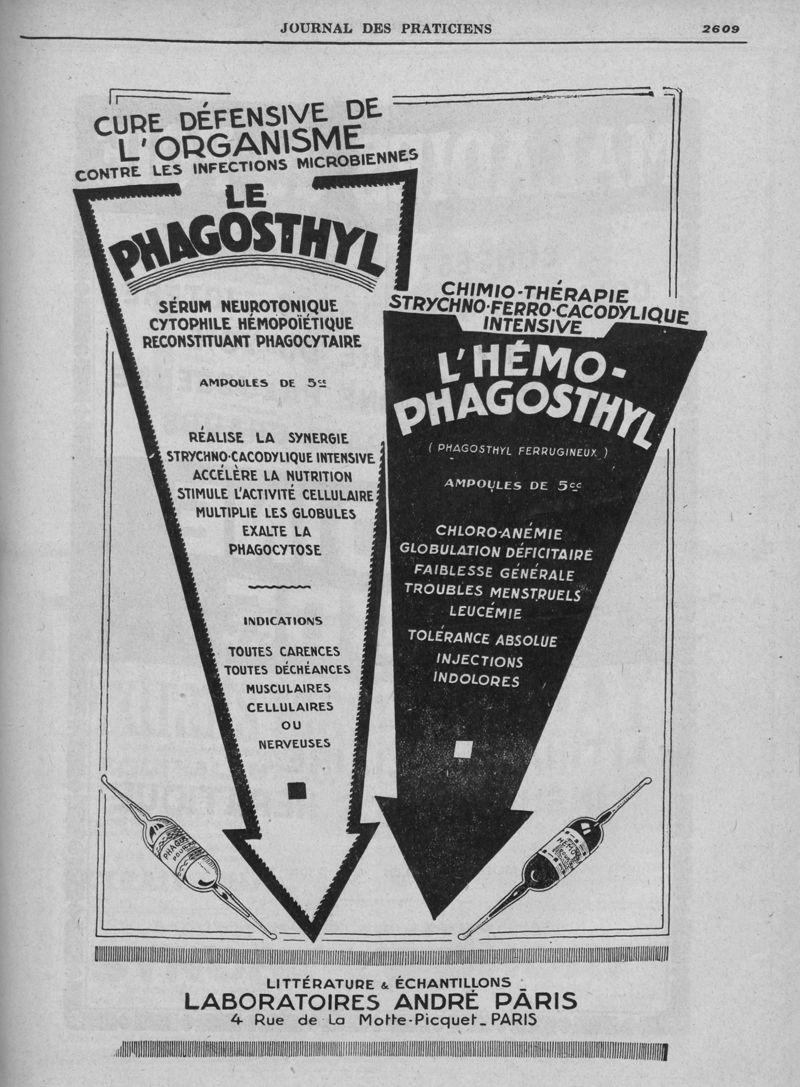 JOURNAL DES PRATICIENS
2609
CURE DÉFENSIVE DE
L'ORGANISME
CONTRE LES INFECTIONS MICROBIENNES
LE
PHAGOSTHYL
SÉRUM NEUROTONIQUE
CYTOPHILE HÉMOPOÏÉTIQUE
RECONSTITUANT PHAGOCYTAIRE
AMPOULES DE 5cc
RÉALISE LA SYNERGIE
STRYCHNO-CACODYLIQUE INTENSIVE
ACCÉLÈRE LA NUTRITION
STIMULE L'ACTIVITÉ CELLULAIRE
MULTIPLIE LES GLOBULES
EXALTE LA
PHAGOCYTOSE
INDICATIONS
TOUTES CARENCES
TOUTES DÉCHÉANCES
MUSCULAIRES
CELLULAIRES
OU
NERVEUSES
CHIMIO-THÉRAPIE
STRYCHNO-FERRO-CACODYLIQUE
INTENSIVE
L'HÉMO-
PHAGOSTHYL
( PHAGOSTHYL FERRUGINEUX )
AMPOULES DE 5cc
CHLORO-ANÉMIE
GLOBULATION DÉFICITAIRE
FAIBLESSE GÉNÉRALE
TROUBLES MENSTRUELS
LEUCÉMIE
TOLÉRANCE ABSOLUE
INJECTIONS
INDOLORES
LITTÉRATURE & ÉCHANTILLONS
LABORATOIRES ANDRÉ PÂRIS
4 Rue de La Motte-Picquet_PARIS